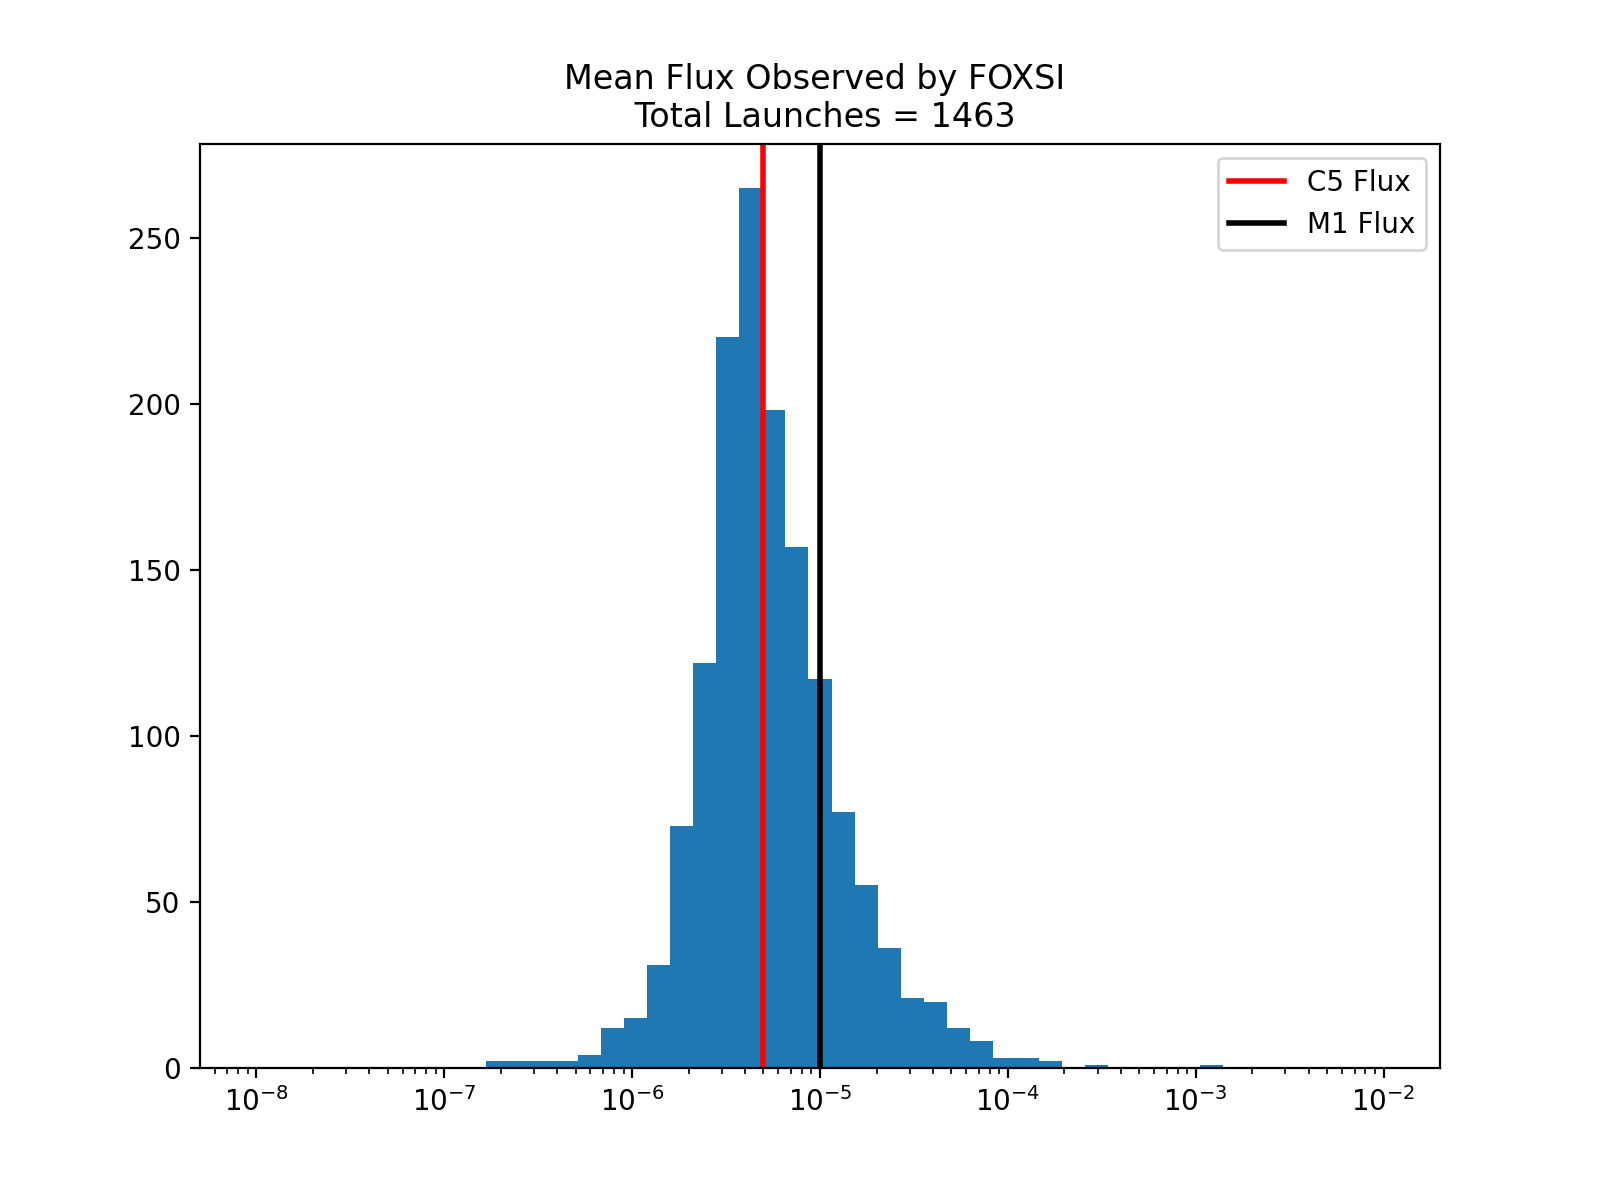 Mean Flux Observed by FOXSI
Total Launches = 1463
C5 Flux
M1 Flux
250
200
150
100
50
0
10⁻⁸ 10⁻⁷ 10⁻⁶ 10⁻⁵ 10⁻⁴ 10⁻³ 10⁻²